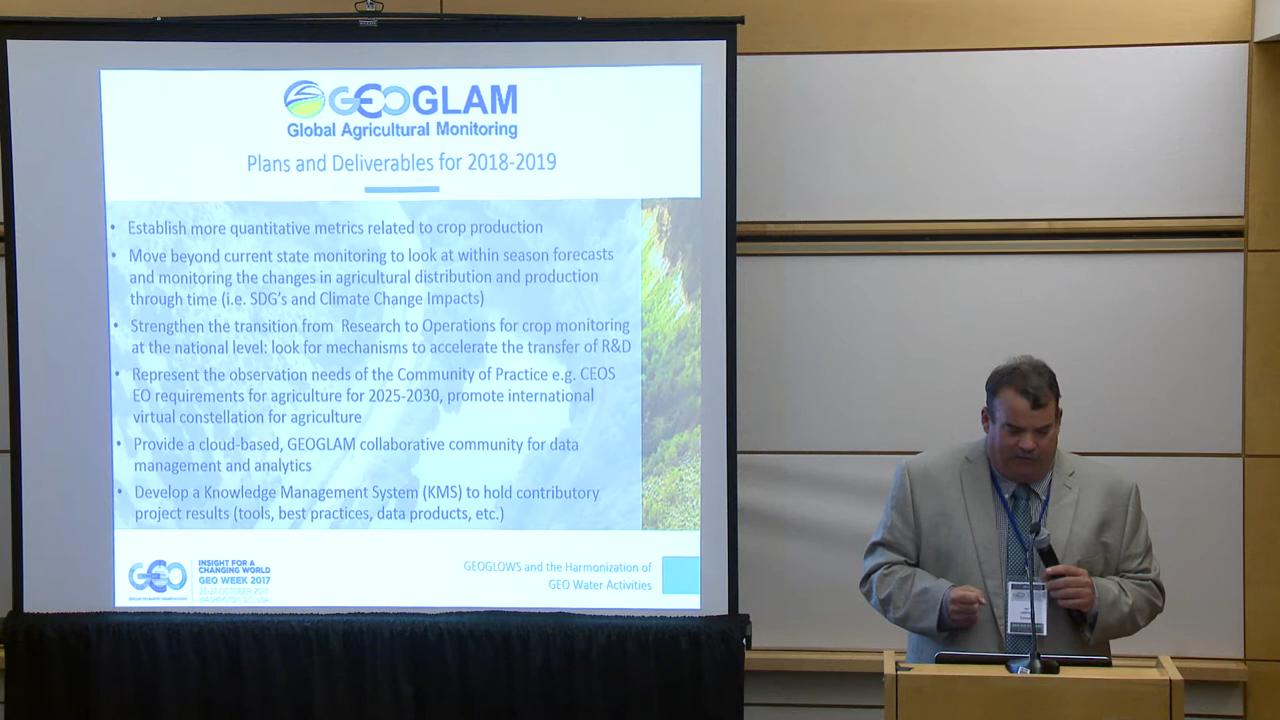 GEOGLAM
Global Agricultural Monitoring
Plans and Deliverables for 2018-2019
• Establish more quantitative metrics related to crop production
• Move beyond current state monitoring to look at within season forecasts
and monitoring the changes in agricultural distribution and production
through time (i.e. SDG's and Climate Change Impacts)
• Strengthen the transition from Research to Operations for crop monitoring
at the national level: look for mechanisms to accelerate the transfer of R&D
• Represent the observation needs of the Community of Practice e.g. CEOS
EO requirements for agriculture for 2025-2030, promote international
virtual constellation for agriculture
• Provide a cloud-based, GEOGLAM collaborative community for data
management and analytics
• Develop a Knowledge Management System (KMS) to hold contributory
project results (tools, best practices, data products, etc.)
GEO
INSIGHT FOR A
CHANGING WORLD
GEO WEEK 2017
23-27 OCTOBER 2017
WASHINGTON, D.C., USA
GEOGLOWS and the Harmonization of
GEO Water Activities